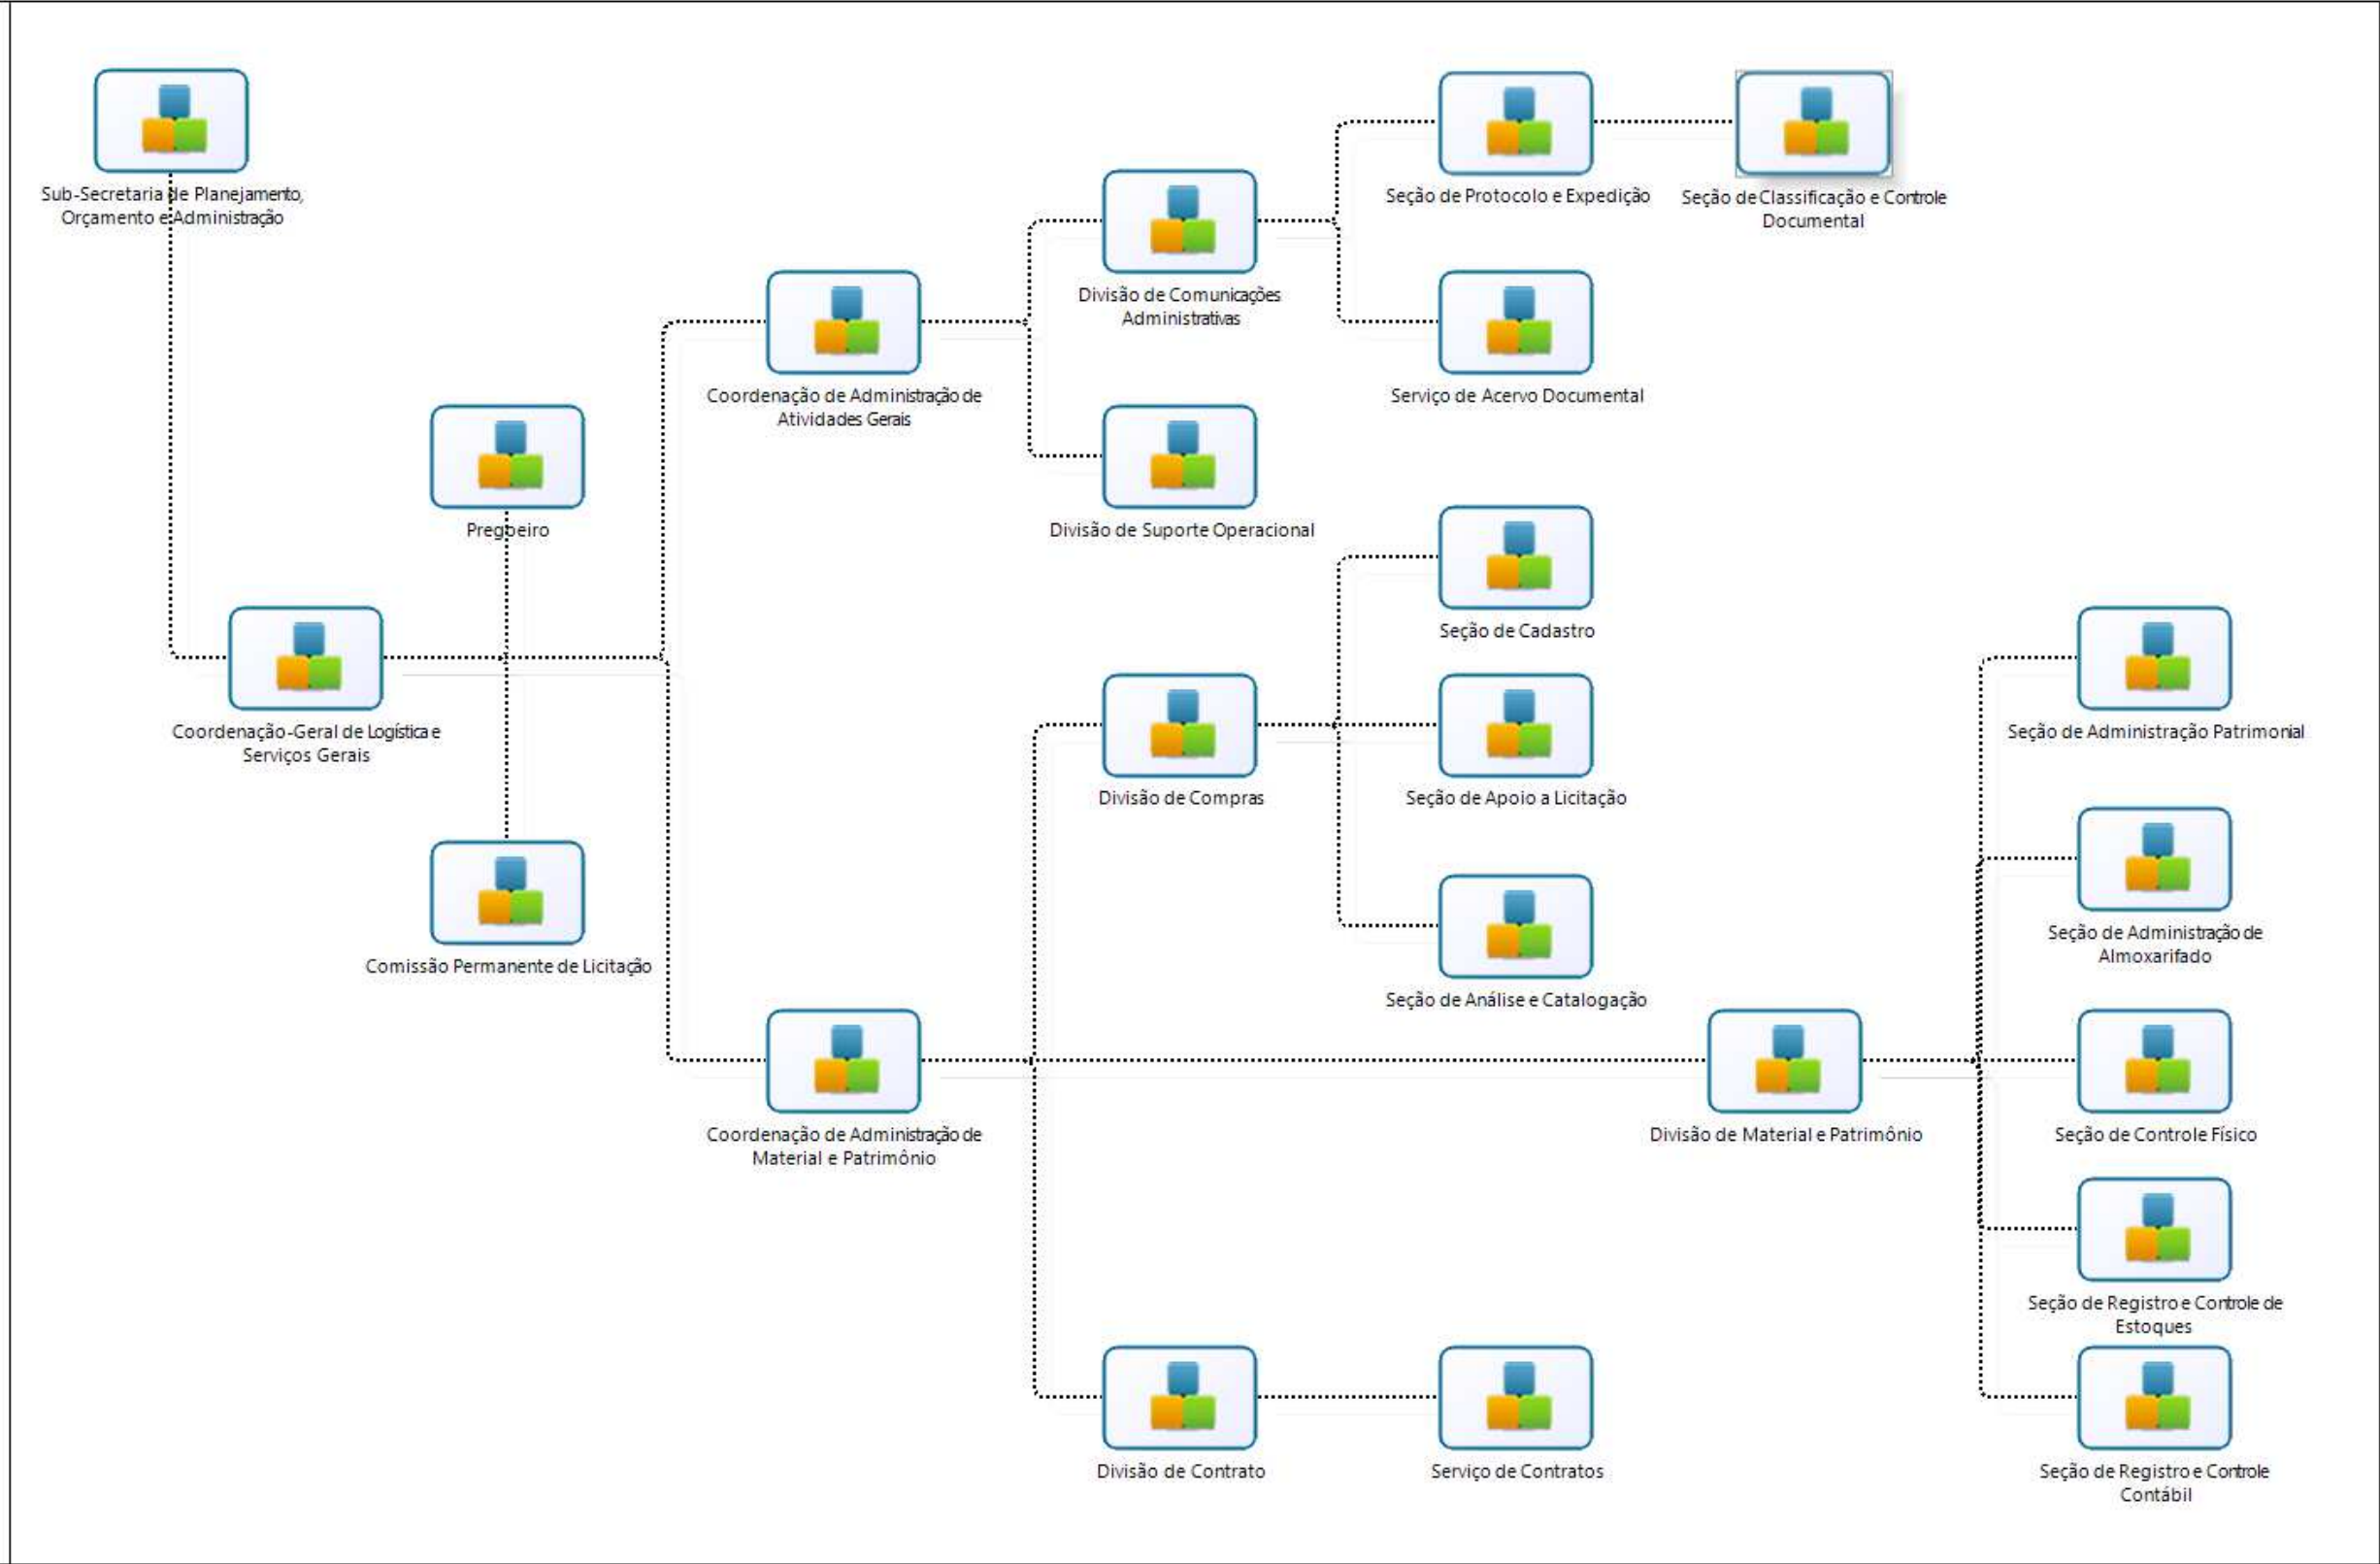 Sub-Secretaria de Planejamento,
Orçamento e Administração
Seção de Protocolo e Expedição
Seção de Classificação e Controle
Documental
Divisão de Comunicações
Administrativas
Coordenação de Administração de
Atividades Gerais
Serviço de Acervo Documental
Pregoeiro
Divisão de Suporte Operacional
Seção de Cadastro
Coordenação-Geral de Logística e
Serviços Gerais
Seção de Administração Patrimonial
Divisão de Compras
Seção de Apoio a Licitação
Comissão Permanente de Licitação
Seção de Administração de
Almoxarifado
Seção de Análise e Catalogação
Coordenação de Administração de
Material e Patrimônio
Divisão de Material e Patrimônio
Seção de Controle Físico
Seção de Registro e Controle de
Estoques
Divisão de Contrato
Serviço de Contratos
Seção de Registro e Controle
Contábil